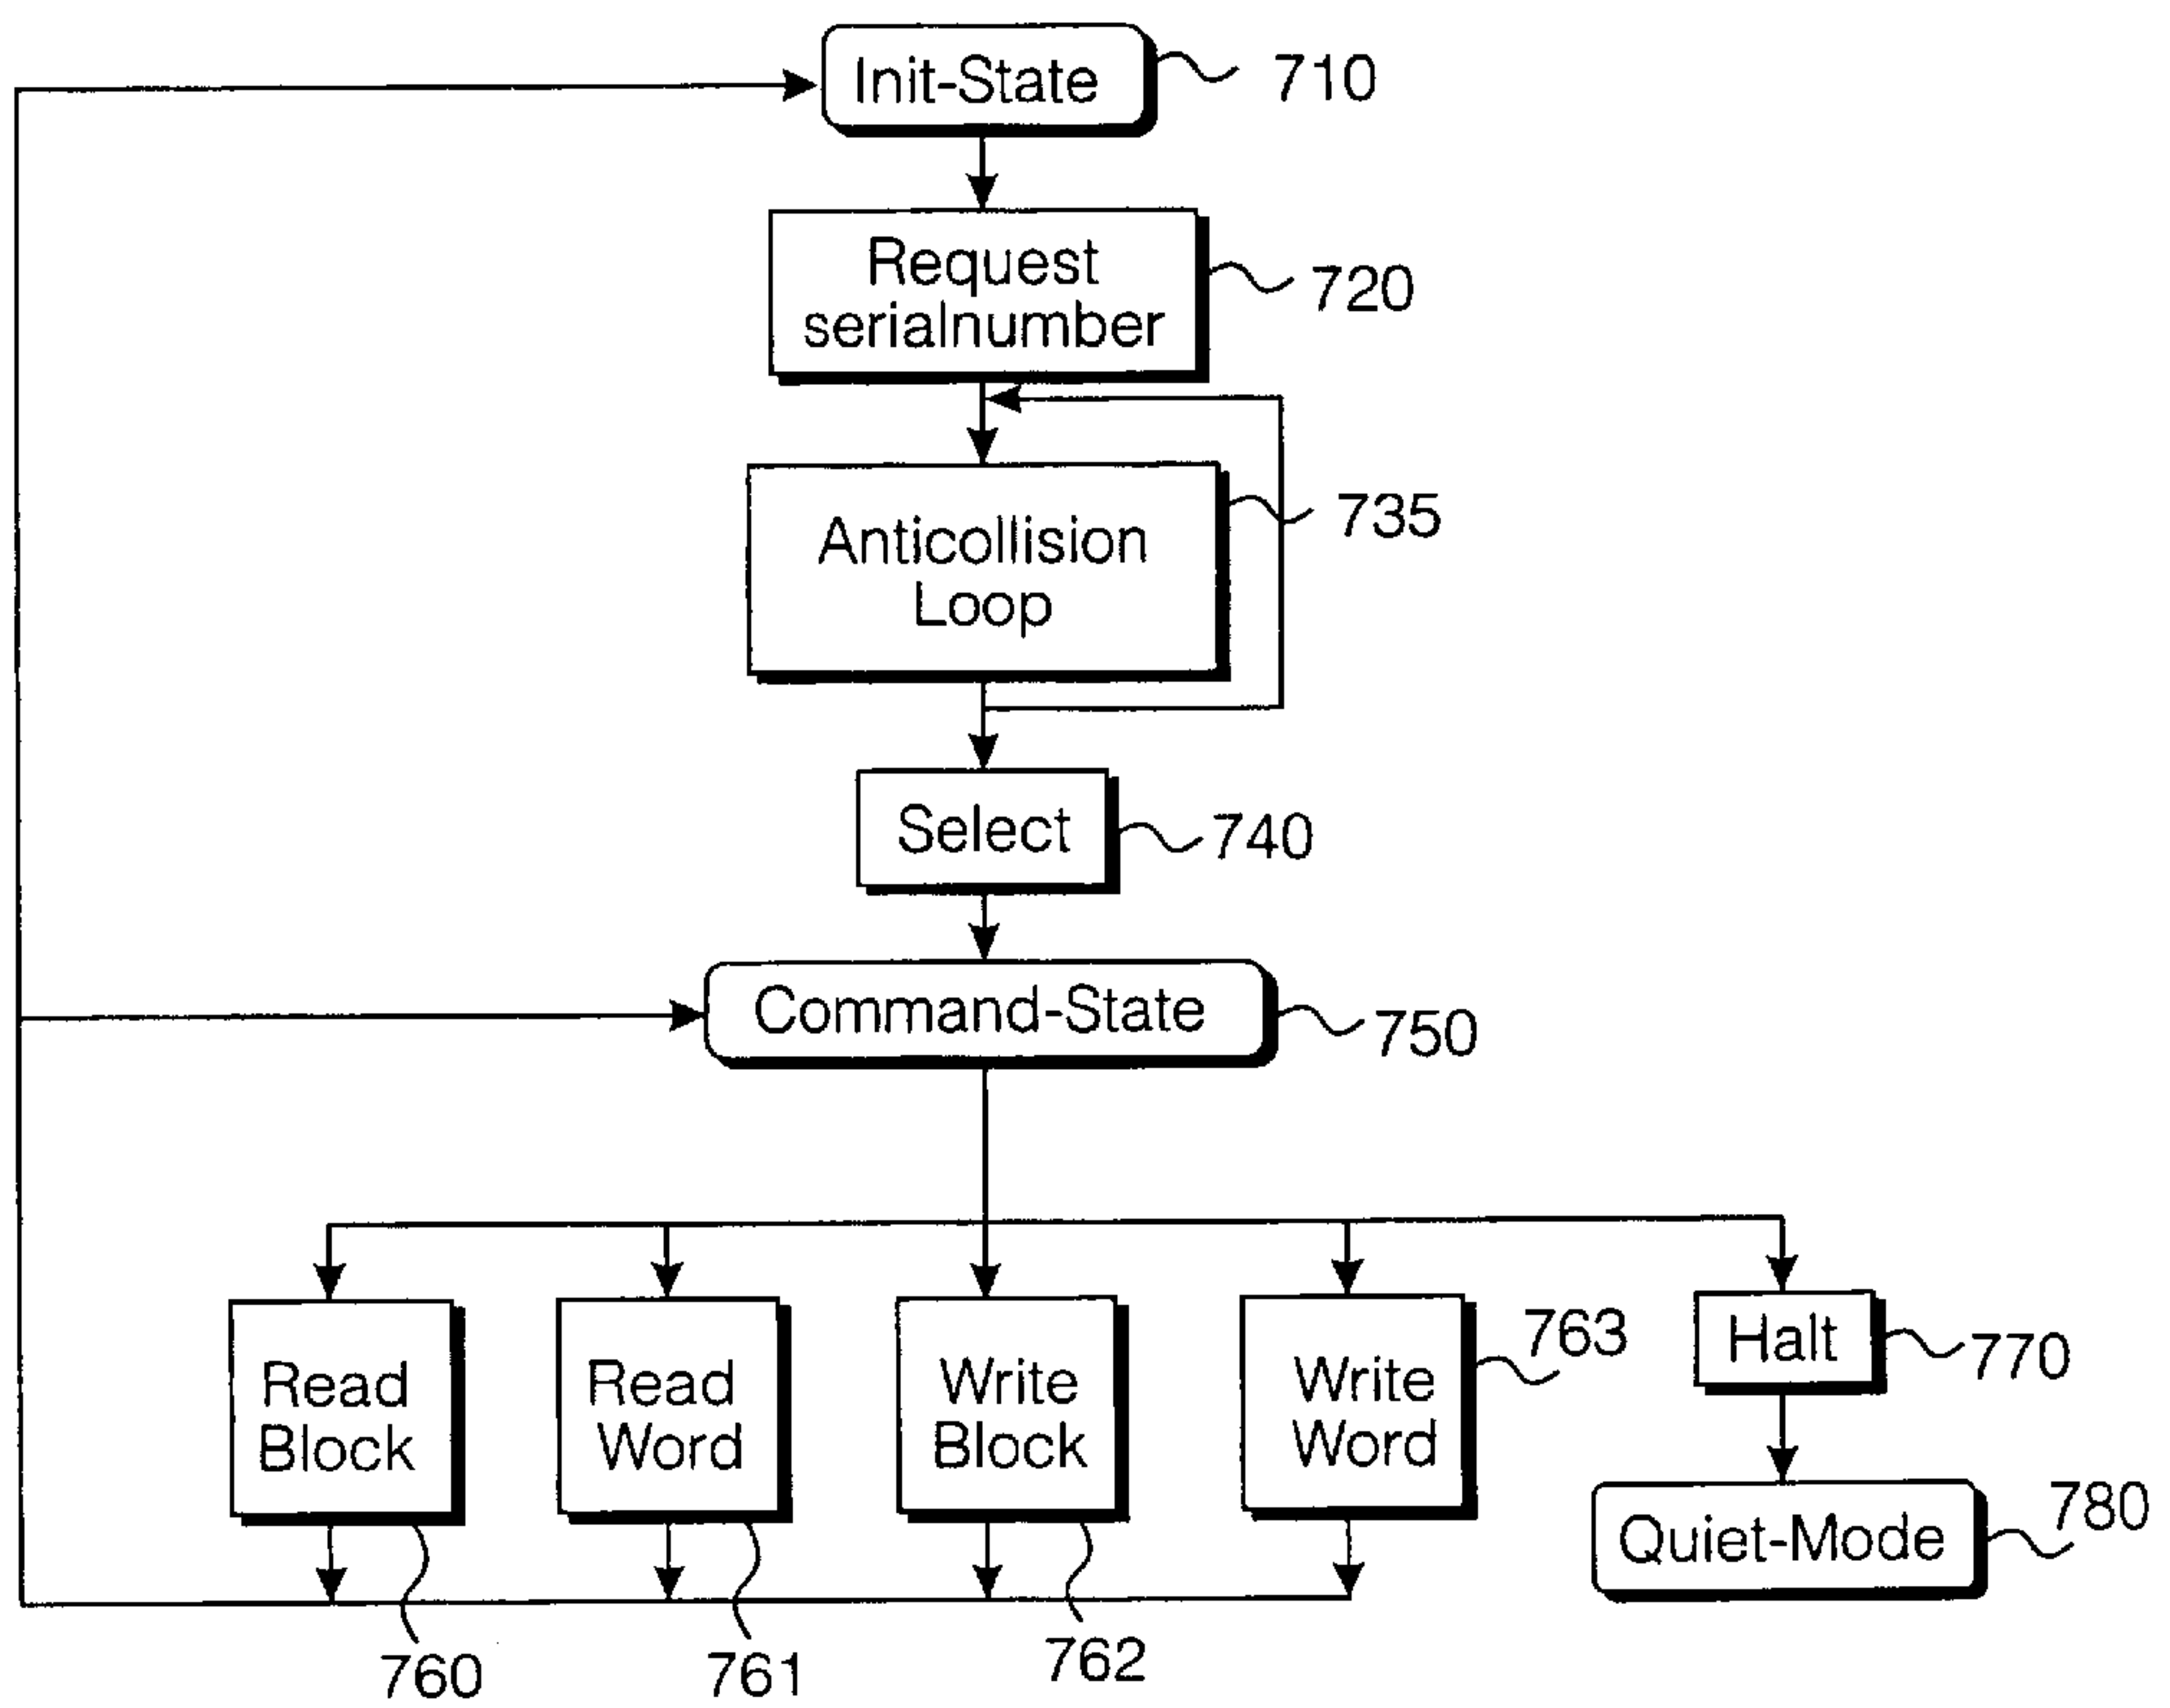 Init-State
710
Request
serialnumber
720
Anticollision
Loop
735
Select
740
Command-State
750
Read
Block
760
Read
Word
761
Write
Block
762
Write
Word
763
Halt
770
Quiet-Mode
780